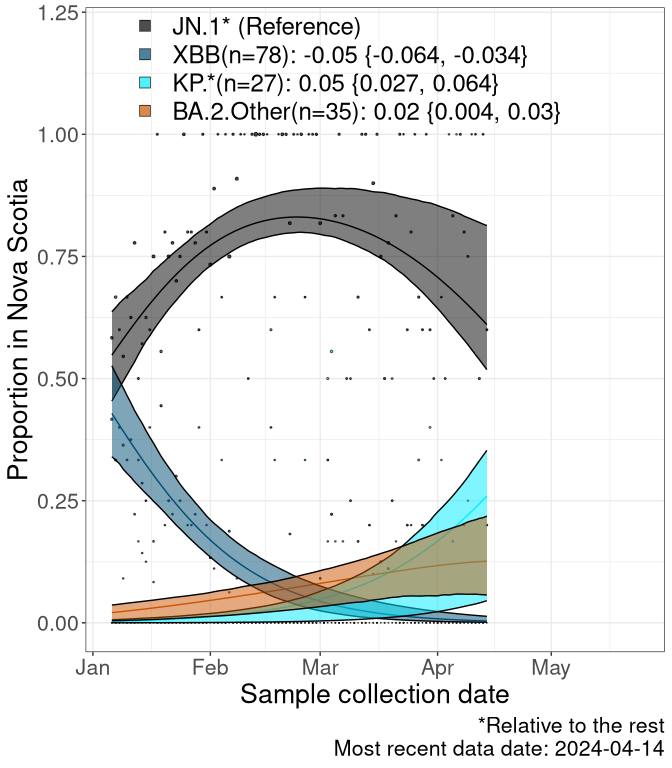 JN.1* (Reference)
XBB(n=78): -0.05 {-0.064, -0.034}
KP.*(n=27): 0.05 {0.027, 0.064}
BA.2.Other(n=35): 0.02 {0.004, 0.03}
Proportion in Nova Scotia
1.25
1.00
0.75
0.50
0.25
0.00
Jan Feb Mar Apr May
Sample collection date
*Relative to the rest
Most recent data date: 2024-04-14